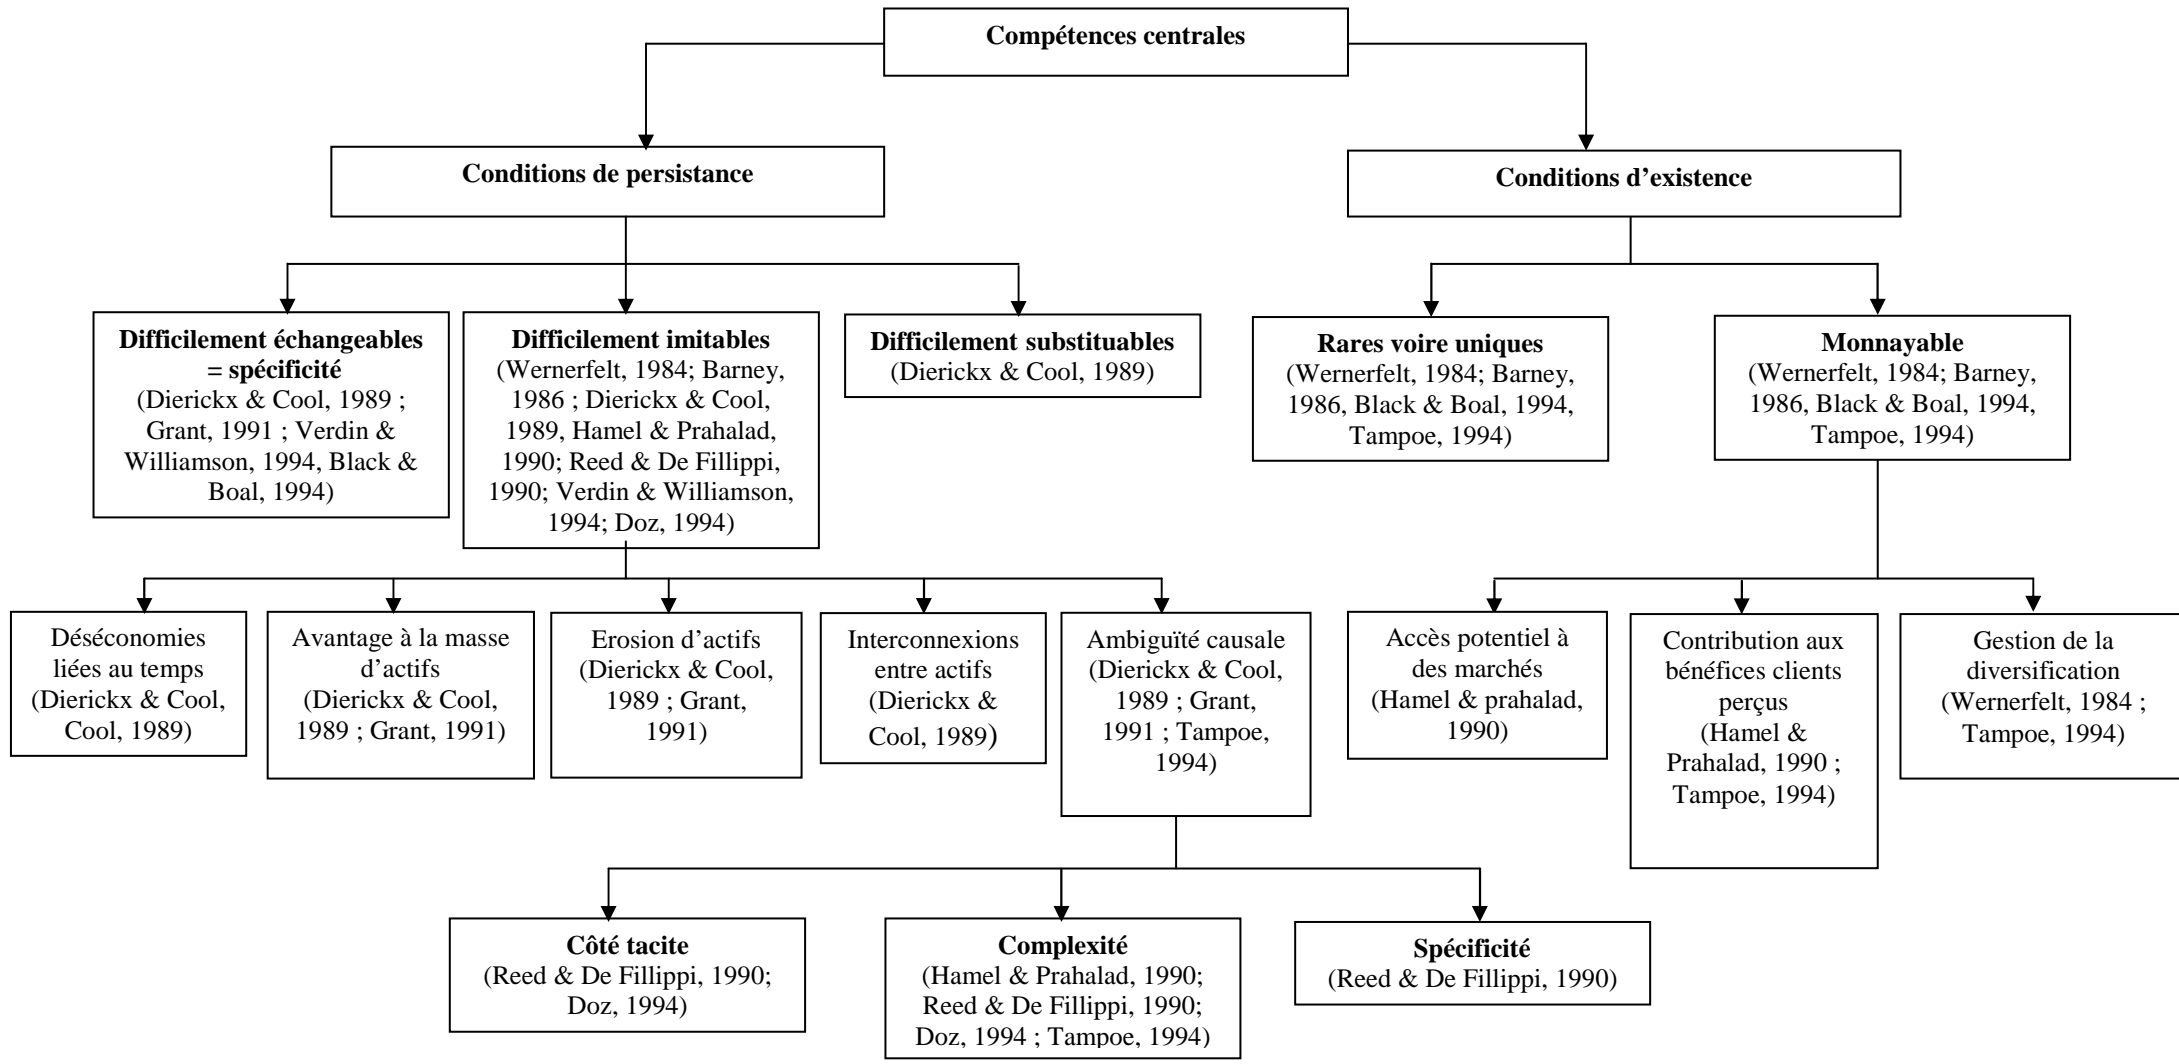 Compétences centrales
Conditions de persistance
Conditions d’existence
Difficilement échangeables
= spécificité
(Dierickx & Cool, 1989 ;
Grant, 1991 ; Verdin &
Williamson, 1994, Black &
Boal, 1994)
Difficilement imitables
(Wernerfelt, 1984; Barney,
1986 ; Dierickx & Cool,
1989, Hamel & Prahalad,
1990; Reed & De Fillippi,
1990; Verdin & Williamson,
1994; Doz, 1994)
Difficilement substituables
(Dierickx & Cool, 1989)
Rares voire uniques
(Wernerfelt, 1984; Barney,
1986, Black & Boal, 1994,
Tampoe, 1994)
Monnayable
(Wernerfelt, 1984; Barney,
1986, Black & Boal, 1994,
Tampoe, 1994)
Déséconomies
liées au temps
(Dierickx & Cool,
Cool, 1989)
Avantage à la masse
d’actifs
(Dierickx & Cool,
1989 ; Grant, 1991)
Erosion d’actifs
(Dierickx & Cool,
1989 ; Grant,
1991)
Interconnexions
entre actifs
(Dierickx &
Cool, 1989)
Ambiguïté causale
(Dierickx & Cool,
1989 ; Grant,
1991 ; Tampoe,
1994)
Accès potentiel à
des marchés
(Hamel & prahalad,
1990)
Contribution aux
bénéfices clients
perçus
(Hamel &
Prahalad, 1990 ;
Tampoe, 1994)
Gestion de la
diversification
(Wernerfelt, 1984 ;
Tampoe, 1994)
Côté tacite
(Reed & De Fillippi, 1990;
Doz, 1994)
Complexité
(Hamel & Prahalad, 1990;
Reed & De Fillippi, 1990;
Doz, 1994 ; Tampoe, 1994)
Spécificité
(Reed & De Fillippi, 1990)